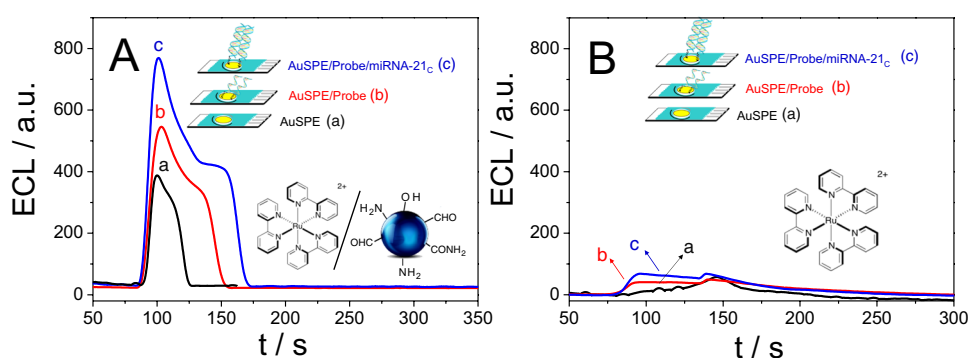 A
800
600
400
200
0
ECL / a.u.
50 100 150 200 250 300 350
t / s
c
b
a
AuSPE/Probe/miRNA-21C (c)
AuSPE/Probe (b)
AuSPE (a)
2+
N N N N N N
Ru
OH
H2N
CHO
OHC
CONH2
NH2
B
800
600
400
200
0
ECL / a.u.
50 100 150 200 250 300 350
t / s
b
c
a
AuSPE/Probe/miRNA-21C (c)
AuSPE/Probe (b)
AuSPE (a)
2+
N N N N N N
Ru